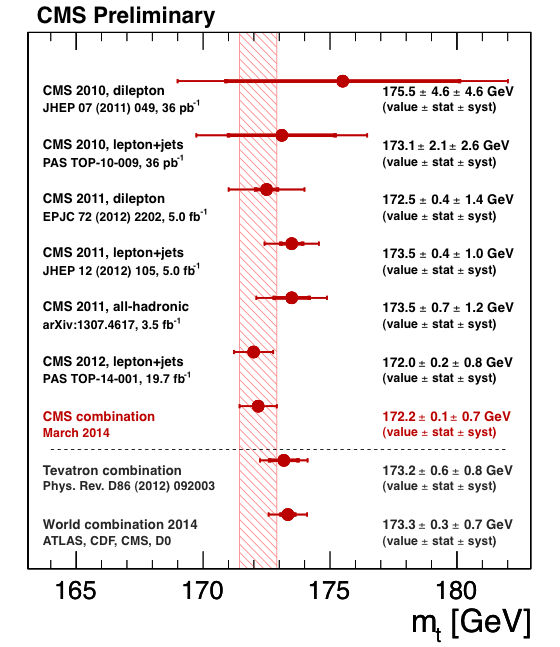 CMS Preliminary
CMS 2010, dilepton 175.5 ± 4.6 ± 4.6 GeV
JHEP 07 (2011) 049, 36 pb⁻¹ (value ± stat ± syst)
CMS 2010, lepton+jets 173.1 ± 2.1 ± 2.6 GeV
PAS TOP-10-009, 36 pb⁻¹ (value ± stat ± syst)
CMS 2011, dilepton 172.5 ± 0.4 ± 1.4 GeV
EPJC 72 (2012) 2202, 5.0 fb⁻¹ (value ± stat ± syst)
CMS 2011, lepton+jets 173.5 ± 0.4 ± 1.0 GeV
JHEP 12 (2012) 105, 5.0 fb⁻¹ (value ± stat ± syst)
CMS 2011, all-hadronic 173.5 ± 0.7 ± 1.2 GeV
arXiv:1307.4617, 3.5 fb⁻¹ (value ± stat ± syst)
CMS 2012, lepton+jets 172.0 ± 0.2 ± 0.8 GeV
PAS TOP-14-001, 19.7 fb⁻¹ (value ± stat ± syst)
CMS combination 172.2 ± 0.1 ± 0.7 GeV
March 2014 (value ± stat ± syst)
Tevatron combination 173.2 ± 0.6 ± 0.8 GeV
Phys. Rev. D86 (2012) 092003 (value ± stat ± syst)
World combination 2014 173.3 ± 0.3 ± 0.7 GeV
ATLAS, CDF, CMS, D0 (value ± stat ± syst)
165 170 175 180
mₜ [GeV]